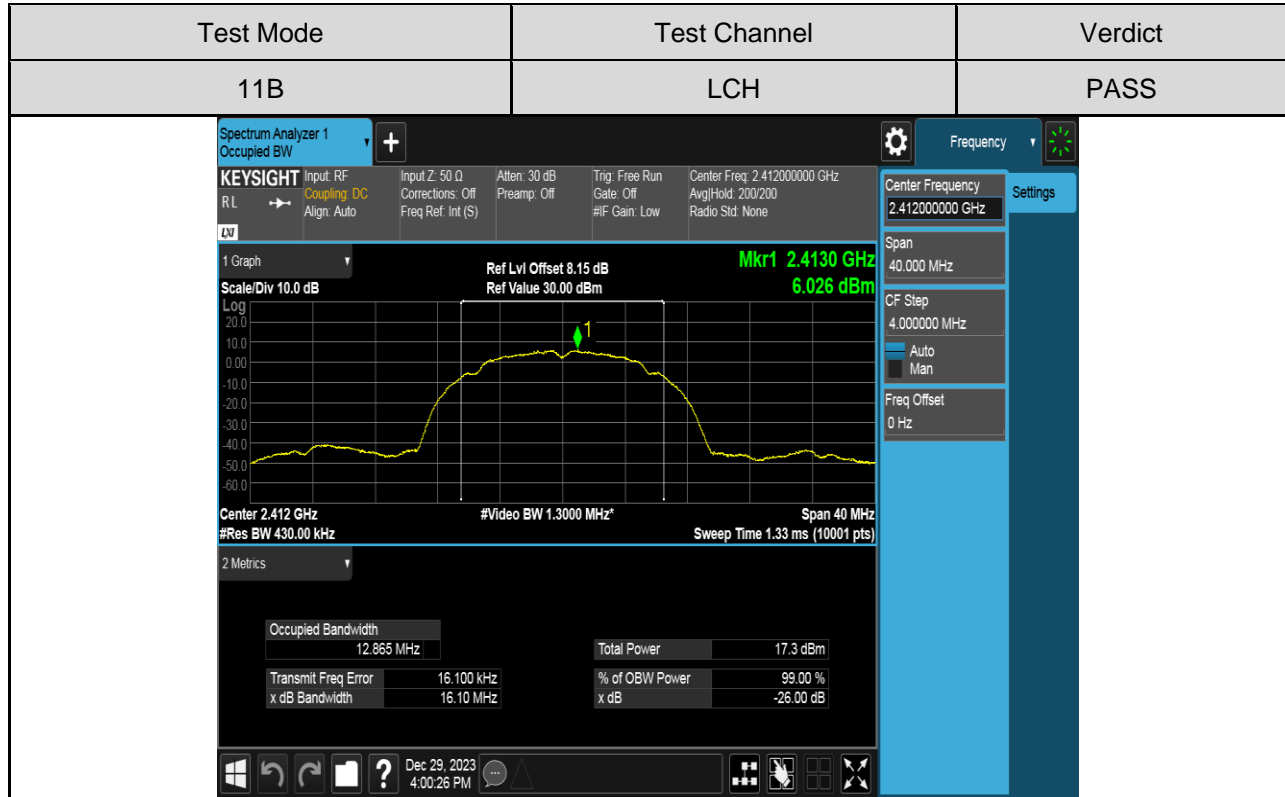 Test Mode Test Channel Verdict
11B LCH PASS
Spectrum Analyzer 1
Occupied BW
+
Frequency
KEYSIGHT Input: RF Input Z: 50 Ω Atten: 30 dB Trig: Free Run Center Freq: 2.412000000 GHz
RL Coupling: DC Corrections: Off Preamp: Off Gate: Off Avg|Hold: 200/200
Align: Auto Freq Ref: Int (S) #IF Gain: Low Radio Std: None
LXI
1 Graph
Scale/Div 10.0 dB
Ref Lvl Offset 8.15 dB
Ref Value 30.00 dBm
Mkr1 2.4130 GHz
6.026 dBm
Log
20.0
10.0
0.00
-10.0
-20.0
-30.0
-40.0
-50.0
-60.0
1
Center 2.412 GHz #Video BW 1.3000 MHz* Span 40 MHz
#Res BW 430.00 kHz Sweep Time 1.33 ms (10001 pts)
2 Metrics
Occupied Bandwidth
12.865 MHz
Total Power 17.3 dBm
Transmit Freq Error 16.100 kHz % of OBW Power 99.00 %
x dB Bandwidth 16.10 MHz x dB -26.00 dB
Center Frequency
2.412000000 GHz
Settings
Span
40.000 MHz
CF Step
4.000000 MHz
Auto
Man
Freq Offset
0 Hz
?
Dec 29, 2023
4:00:26 PM